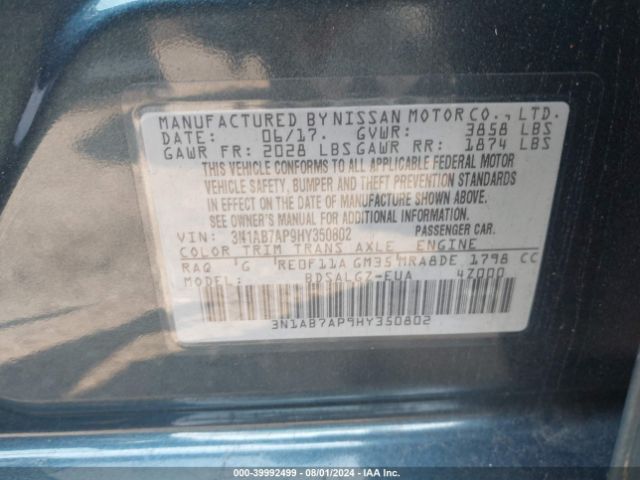 MANUFACTURED BY NISSAN MOTOR CO., LTD.
DATE: 06/17. GVWR: 3858 LBS
GAWR FR: 2028 LBS GAWR RR: 1874 LBS
THIS VEHICLE CONFORMS TO ALL APPLICABLE FEDERAL MOTOR
VEHICLE SAFETY, BUMPER AND THEFT PREVENTION STANDARDS
IN EFFECT ON THE DATE OF MANUFACTURE SHOWN ABOVE.
SEE OWNER'S MANUAL FOR ADDITIONAL INFORMATION.
VIN: 3N1AB7AP9HY350802 PASSENGER CAR.
COLOR TRIM TRANS AXLE ENGINE
RAQ G RE0F11A GM35 MRA8DE 1798 CC
MODEL: BDSALGZ-EUA 4Z000
3N1AB7AP9HY350802
000-39992499 - 08/01/2024 - IAA Inc.